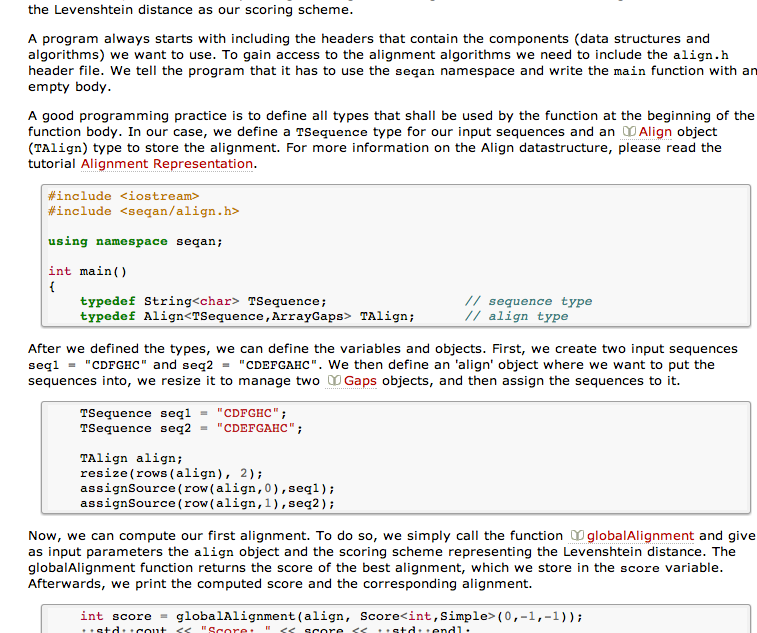 the Levenshtein distance as our scoring scheme.
A program always starts with including the headers that contain the components (data structures and
algorithms) we want to use. To gain access to the alignment algorithms we need to include the align.h
header file. We tell the program that it has to use the seqan namespace and write the main function with an
empty body.
A good programming practice is to define all types that shall be used by the function at the beginning of the
function body. In our case, we define a TSequence type for our input sequences and an Align object
(TAlign) type to store the alignment. For more information on the Align datastructure, please read the
tutorial Alignment Representation.
#include <iostream>
#include <seqan/align.h>
using namespace seqan;
int main()
{
typedef String<char> TSequence; // sequence type
typedef Align<TSequence,ArrayGaps> TAlign; // align type
After we defined the types, we can define the variables and objects. First, we create two input sequences
seq1 = "CDFGHC" and seq2 = "CDEFGAHC". We then define an 'align' object where we want to put the
sequences into, we resize it to manage two Gaps objects, and then assign the sequences to it.
TSequence seq1 = "CDFGHC";
TSequence seq2 = "CDEFGAHC";
TAlign align;
resize(rows(align), 2);
assignSource(row(align,0),seq1);
assignSource(row(align,1),seq2);
Now, we can compute our first alignment. To do so, we simply call the function globalAlignment and give
as input parameters the align object and the scoring scheme representing the Levenshtein distance. The
globalAlignment function returns the score of the best alignment, which we store in the score variable.
Afterwards, we print the computed score and the corresponding alignment.
int score = globalAlignment(align, Score<int,Simple>(0,-1,-1));
::std::cout << "Score: " << score << ::std::endl;